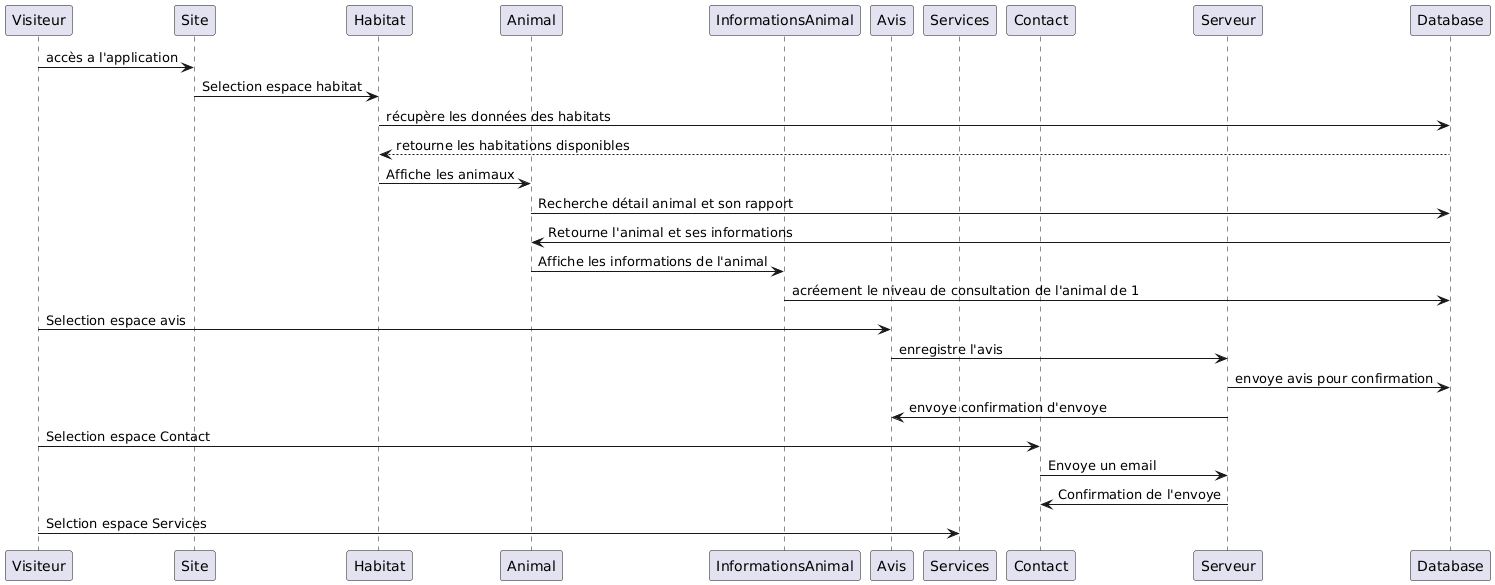 Visiteur Site Habitat Animal InformationsAnimal Avis Services Contact Serveur Database
accès a l'application
Selection espace habitat
récupère les données des habitats
retourne les habitations disponibles
Affiche les animaux
Recherche détail animal et son rapport
Retourne l'animal et ses informations
Affiche les informations de l'animal
acréement le niveau de consultation de l'animal de 1
Selection espace avis
enregistre l'avis
envoye avis pour confirmation
envoye confirmation d'envoye
Selection espace Contact
Envoye un email
Confirmation de l'envoye
Selction espace Services
Visiteur Site Habitat Animal InformationsAnimal Avis Services Contact Serveur Database